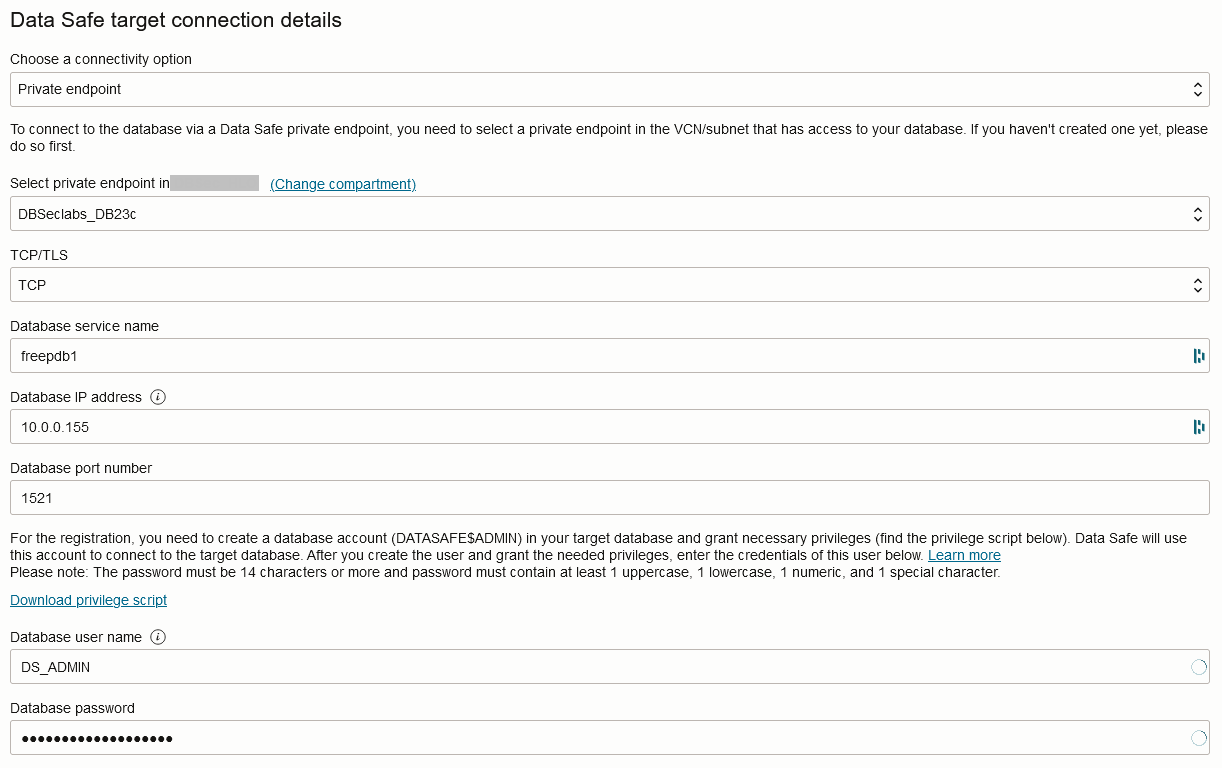 Data Safe target connection details
Choose a connectivity option
Private endpoint
To connect to the database via a Data Safe private endpoint, you need to select a private endpoint in the VCN/subnet that has access to your database. If you haven't created one yet, please
do so first.
Select private endpoint in (Change compartment)
DBSeclabs_DB23c
TCP/TLS
TCP
Database service name
freepdb1
Database IP address
10.0.0.155
Database port number
1521
For the registration, you need to create a database account (DATASAFE$ADMIN) in your target database and grant necessary privileges (find the privilege script below). Data Safe will use
this account to connect to the target database. After you create the user and grant the needed privileges, enter the credentials of this user below. Learn more
Please note: The password must be 14 characters or more and password must contain at least 1 uppercase, 1 lowercase, 1 numeric, and 1 special character.
Download privilege script
Database user name
DS_ADMIN
Database password
●●●●●●●●●●●●●●●●●●●